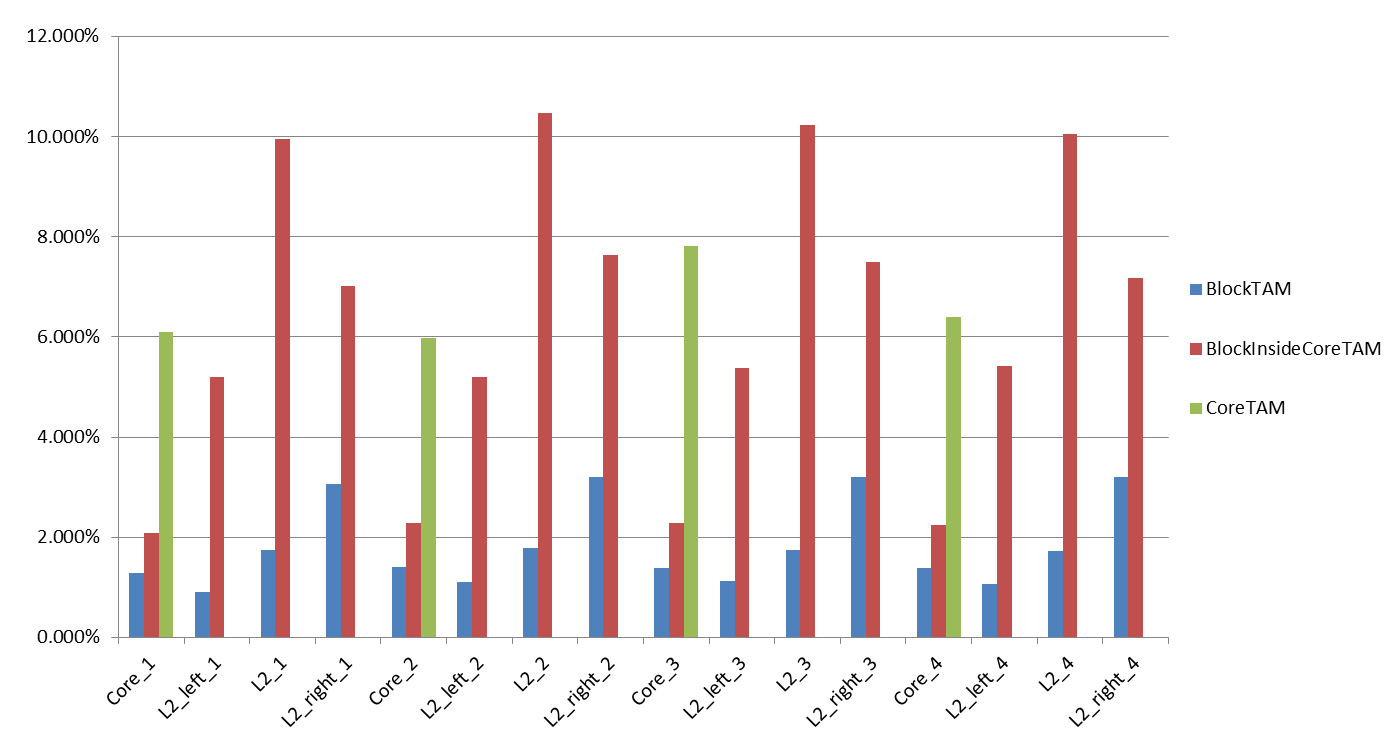 12.000%
10.000%
8.000%
6.000%
4.000%
2.000%
0.000%
Core_1
L2_left_1
L2_1
L2_right_1
Core_2
L2_left_2
L2_2
L2_right_2
Core_3
L2_left_3
L2_3
L2_right_3
Core_4
L2_left_4
L2_4
L2_right_4
BlockTAM
BlockInsideCoreTAM
CoreTAM